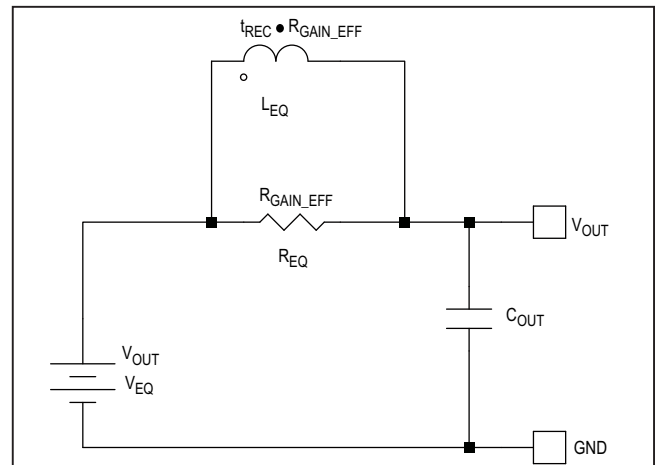 tREC • RGAIN_EFF
LEQ
RGAIN_EFF
REQ
VOUT
COUT
VOUT
VEQ
GND